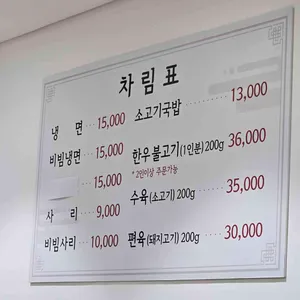 차림표
냉 면 ···· 15,000
비빔냉면 ···· 15,000
15,000
사 리 ···· 9,000
비빔사리 ·· 10,000
소고기국밥 ···· 13,000
한우불고기(1인분) 200g 36,000
* 2인이상 주문가능
수육(소고기) 200g ···· 35,000
편육(돼지고기) 200g ···· 30,000